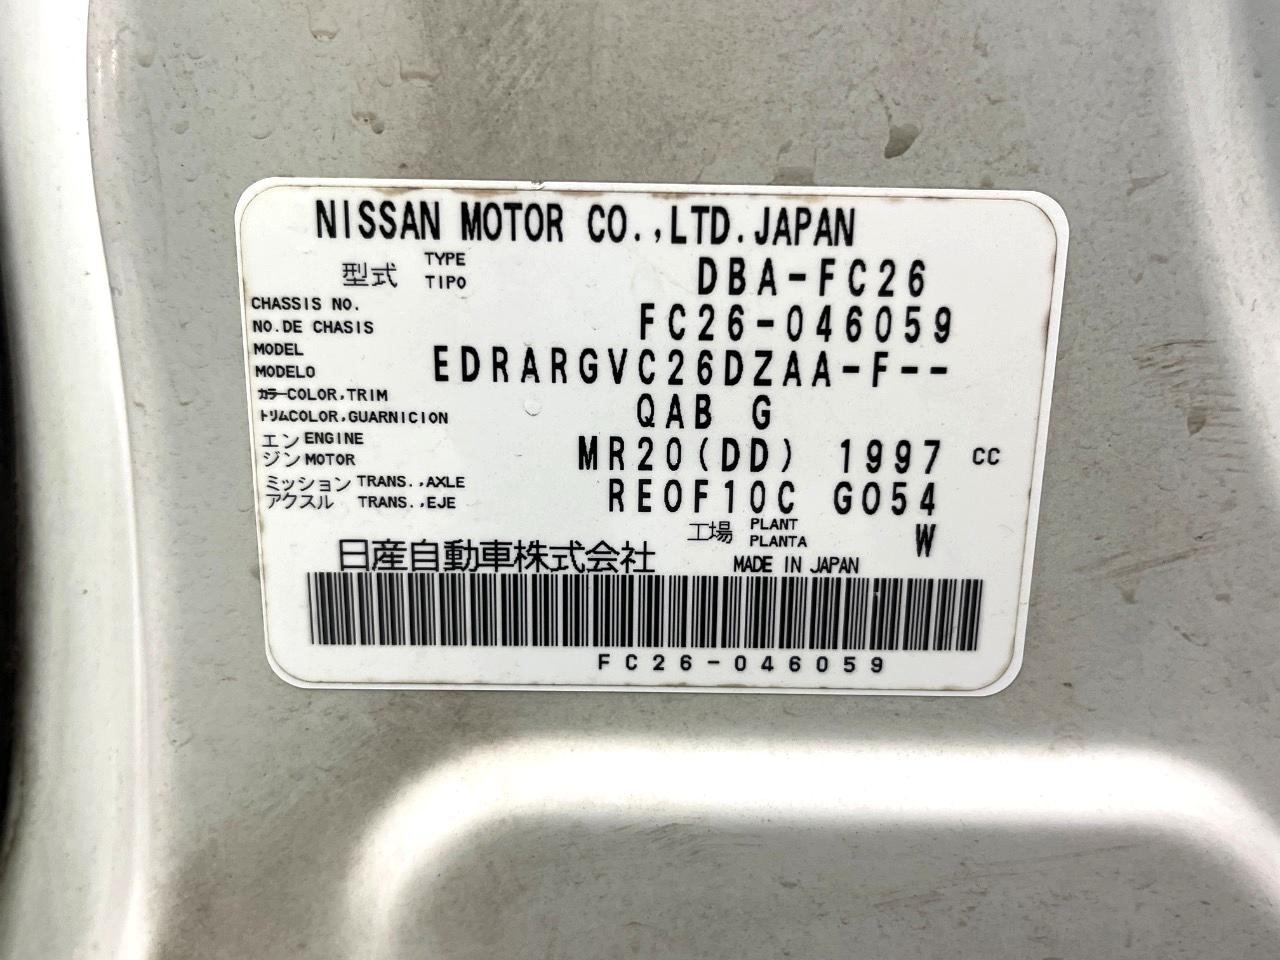 NISSAN MOTOR CO.,LTD.JAPAN
型式 TYPE TIPO DBA-FC26
CHASSIS NO.
NO.DE CHASIS FC26-046059
MODEL
MODELO EDRARGVC26DZAA-F--
カラー COLOR,TRIM
トリム COLOR,GUARNICION QAB G
エン ENGINE
ジン MOTOR MR20(DD) 1997 CC
ミッション TRANS.,AXLE
アクスル TRANS.,EJE RE0F10C G054
工場 PLANT PLANTA W
日産自動車株式会社 MADE IN JAPAN
FC26-046059